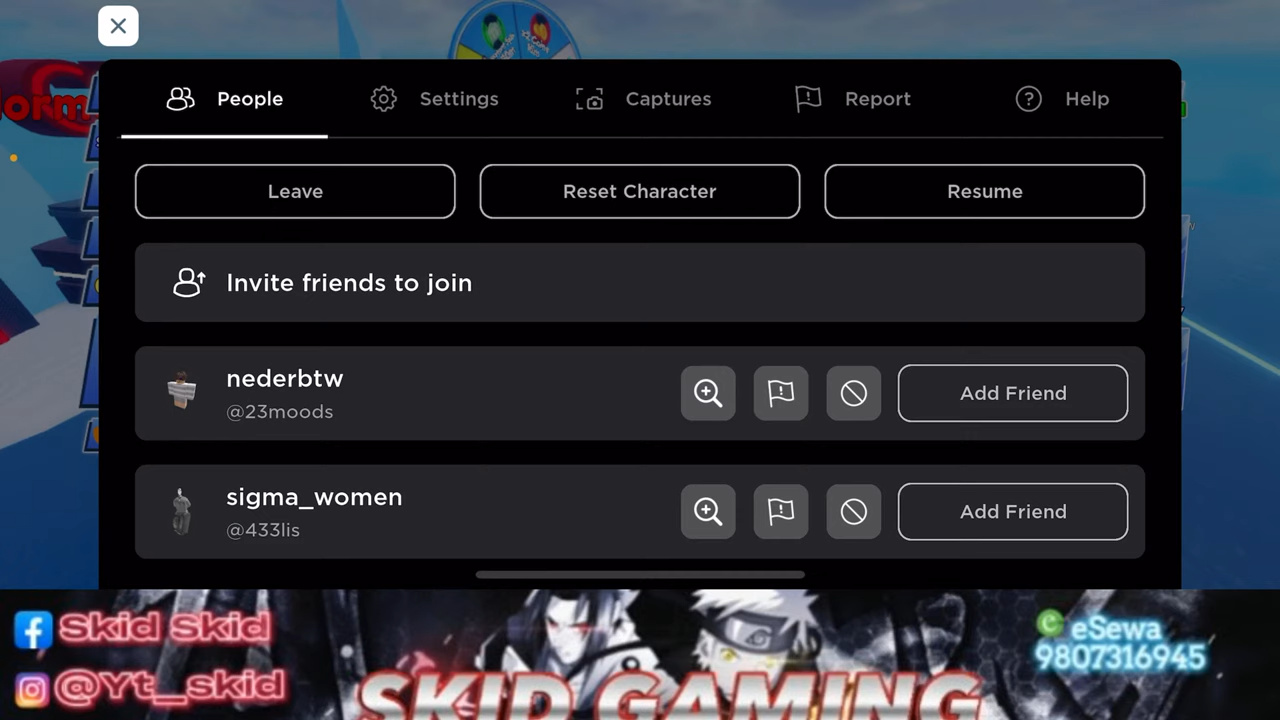 People
Settings
Captures
Report
Help
Leave
Reset Character
Resume
Invite friends to join
nederbtw
@23moods
Add Friend
sigma_women
@433lis
Add Friend
Skid Skid
@Yt_skid
SKID GAMING
eSewa
9807316945